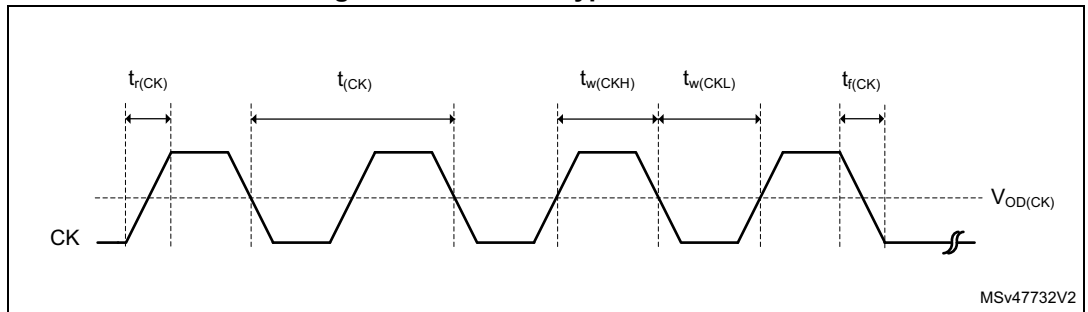 t_r(CK) t_(CK) t_w(CKH) t_w(CKL) t_f(CK)
V_OD(CK)
CK
MSv47732V2